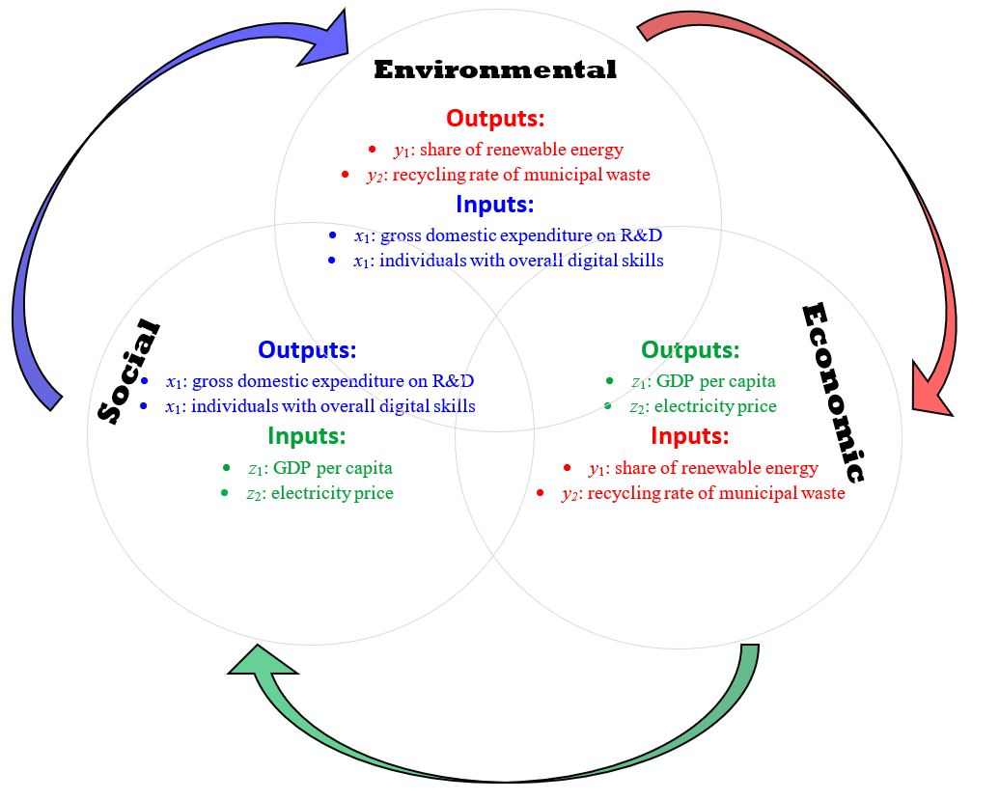 Environmental
Outputs:
• y₁: share of renewable energy
• y₂: recycling rate of municipal waste
Inputs:
• x₁: gross domestic expenditure on R&D
• x₁: individuals with overall digital skills
Social
Outputs:
• x₁: gross domestic expenditure on R&D
• x₁: individuals with overall digital skills
Inputs:
• z₁: GDP per capita
• z₂: electricity price
Economic
Outputs:
• z₁: GDP per capita
• z₂: electricity price
Inputs:
• y₁: share of renewable energy
• y₂: recycling rate of municipal waste